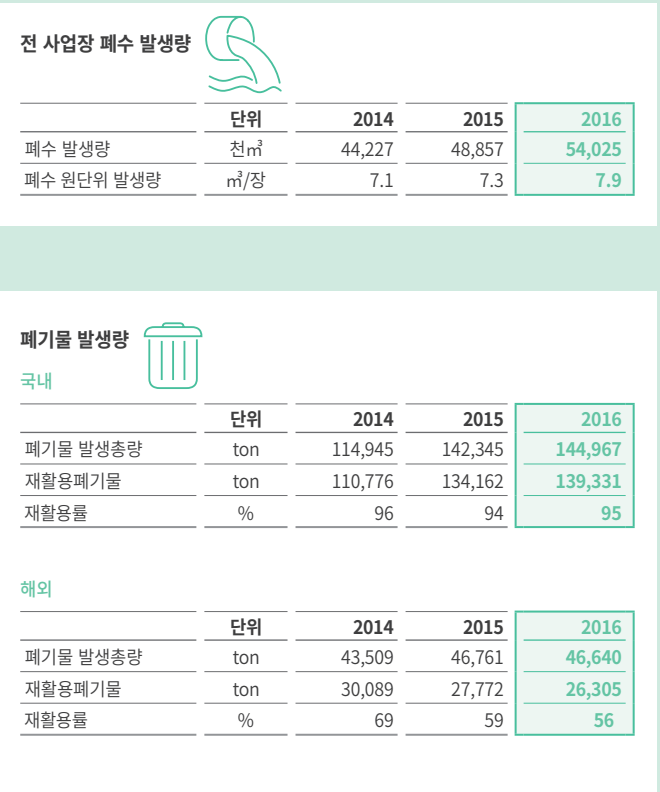 전 사업장 폐수 발생량
단위 2014 2015 2016
폐수 발생량 천㎥ 44,227 48,857 54,025
폐수 원단위 발생량 ㎥/장 7.1 7.3 7.9
폐기물 발생량
국내
단위 2014 2015 2016
폐기물 발생총량 ton 114,945 142,345 144,967
재활용폐기물 ton 110,776 134,162 139,331
재활용률 % 96 94 95
해외
단위 2014 2015 2016
폐기물 발생총량 ton 43,509 46,761 46,640
재활용폐기물 ton 30,089 27,772 26,305
재활용률 % 69 59 56